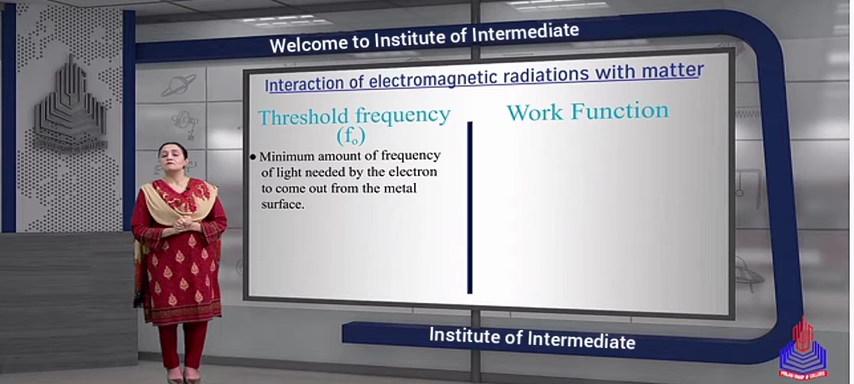 Welcome to Institute of Intermediate
Interaction of electromagnetic radiations with matter
Threshold frequency
(fo)
Work Function
• Minimum amount of frequency
of light needed by the electron
to come out from the metal
surface.
Institute of Intermediate